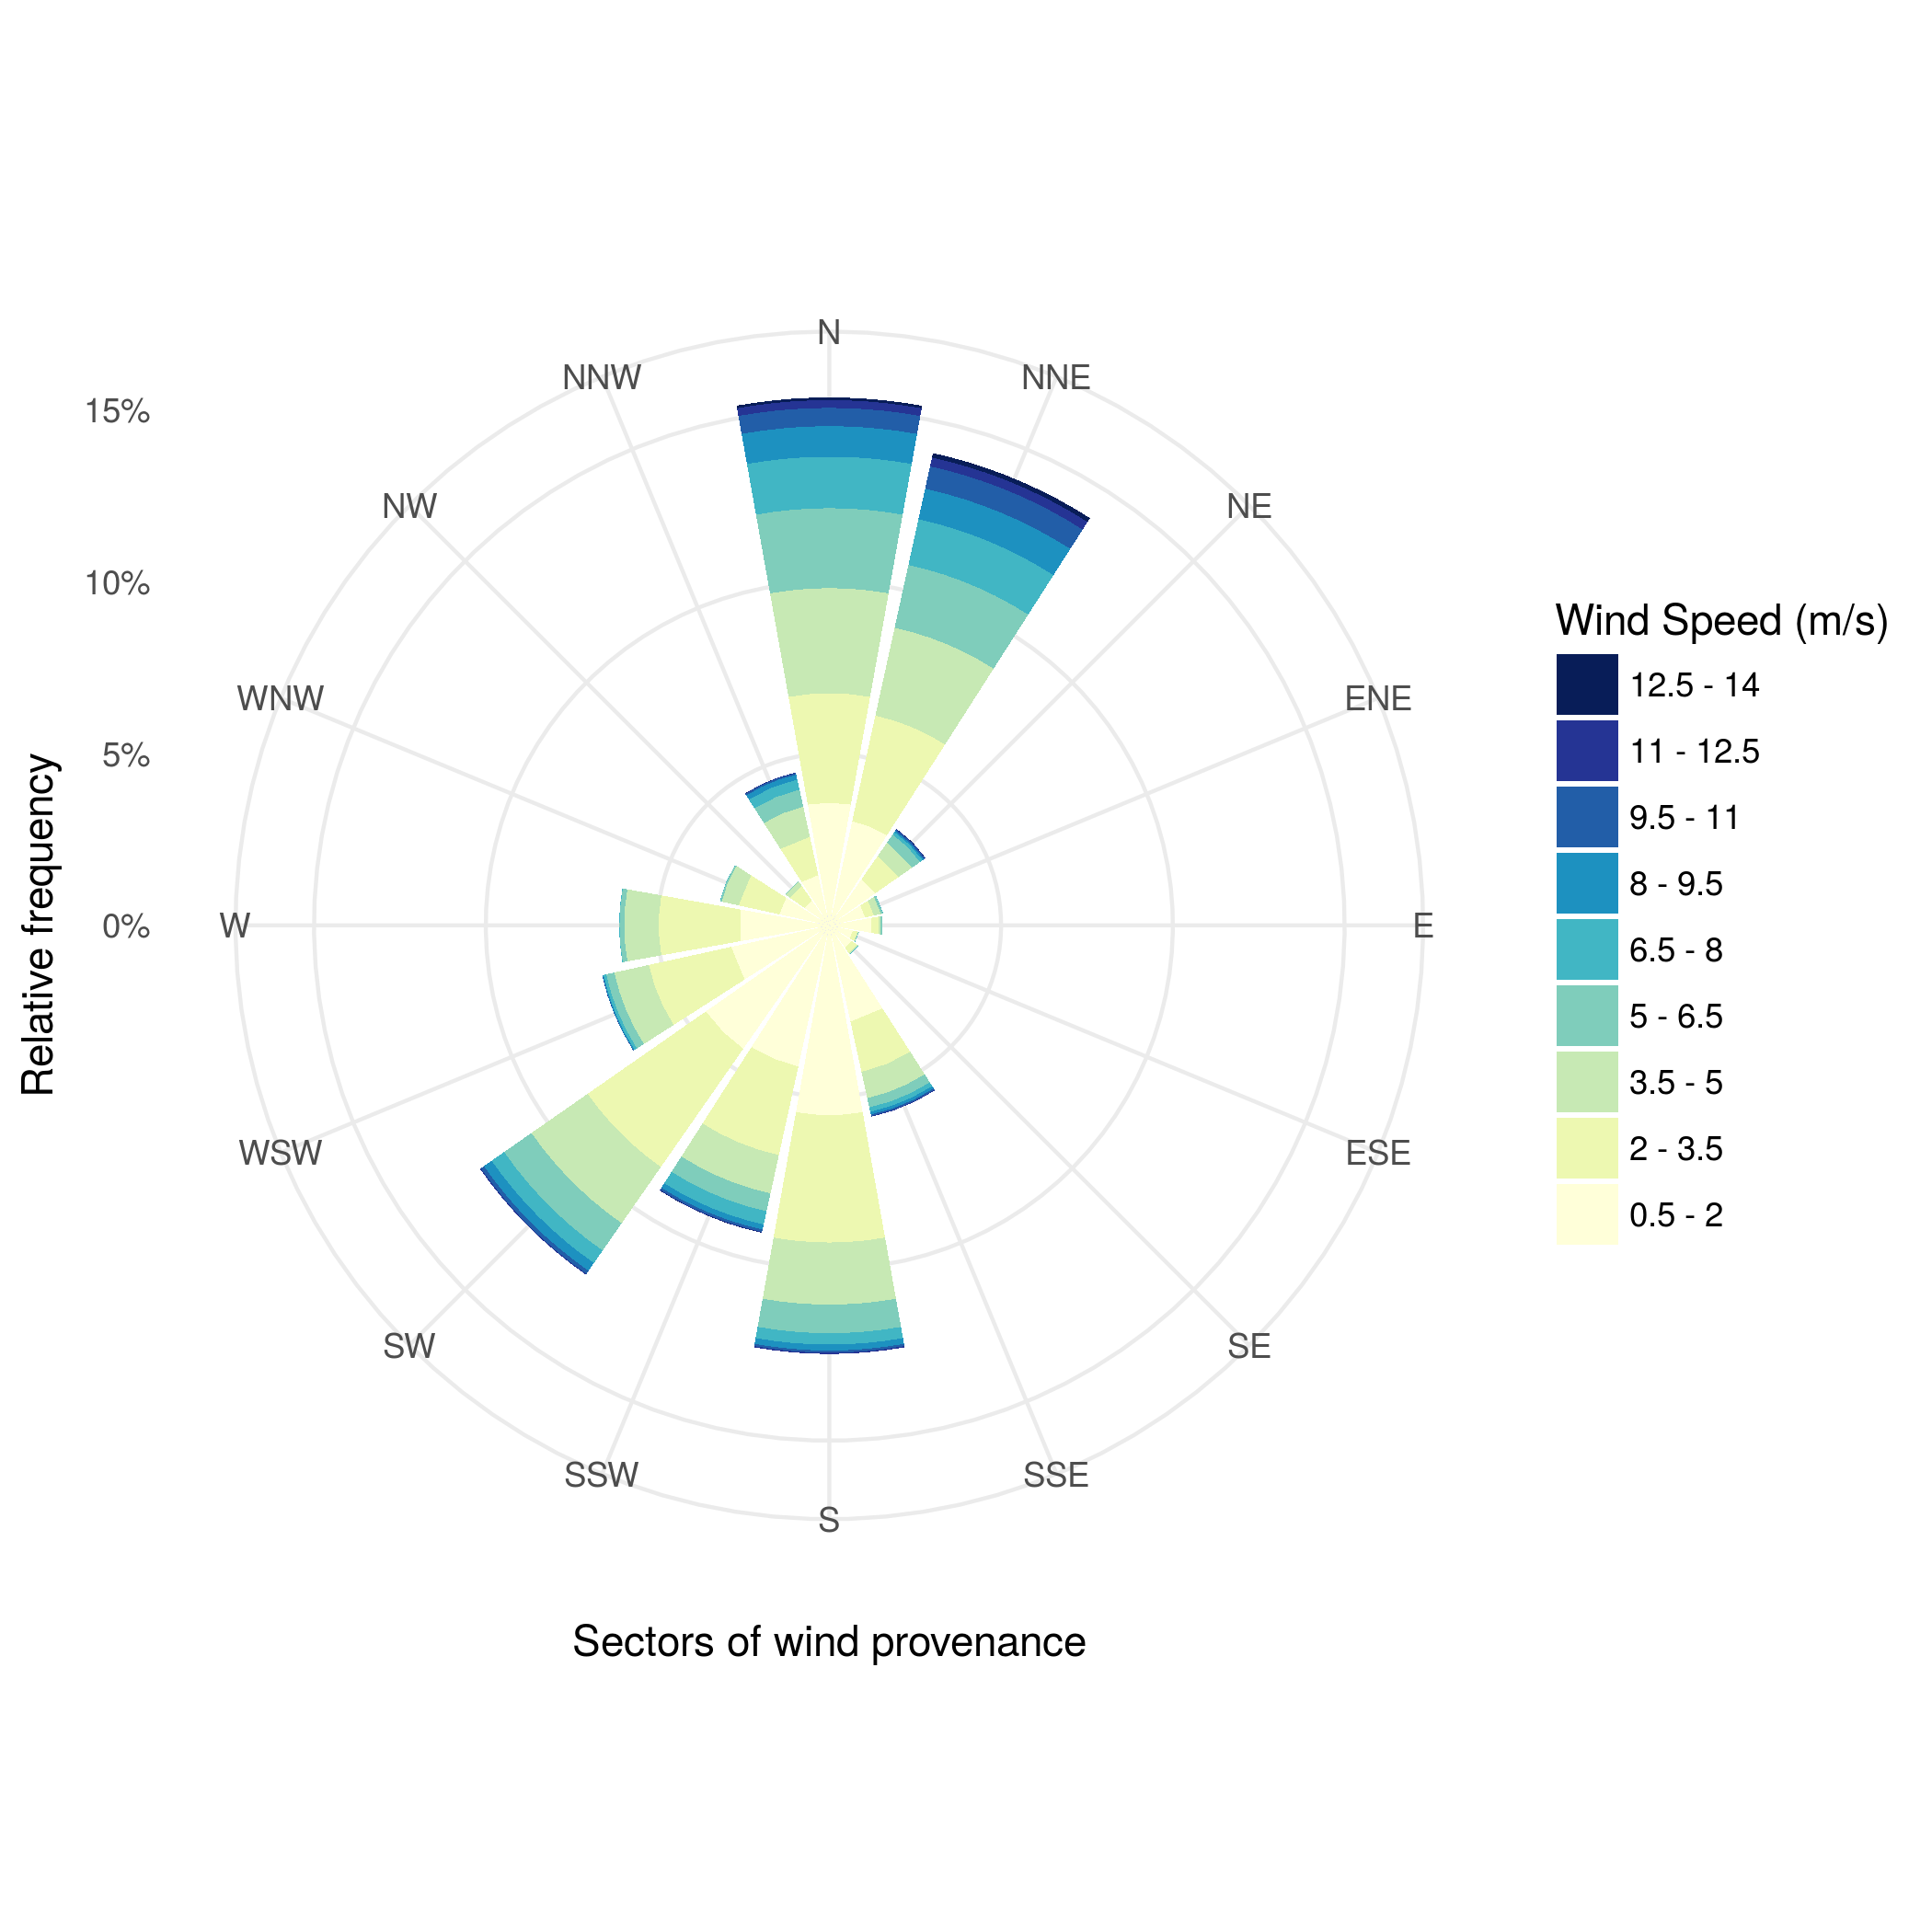 N
NNW
NNE
15%
NW
NE
10%
Wind Speed (m/s)
12.5 - 14
WNW
ENE
11 - 12.5
5%
9.5 - 11
8 - 9.5
Relative frequency
0%
W
E
6.5 - 8
5 - 6.5
3.5 - 5
WSW
ESE
2 - 3.5
0.5 - 2
SW
SE
SSW
SSE
S
Sectors of wind provenance